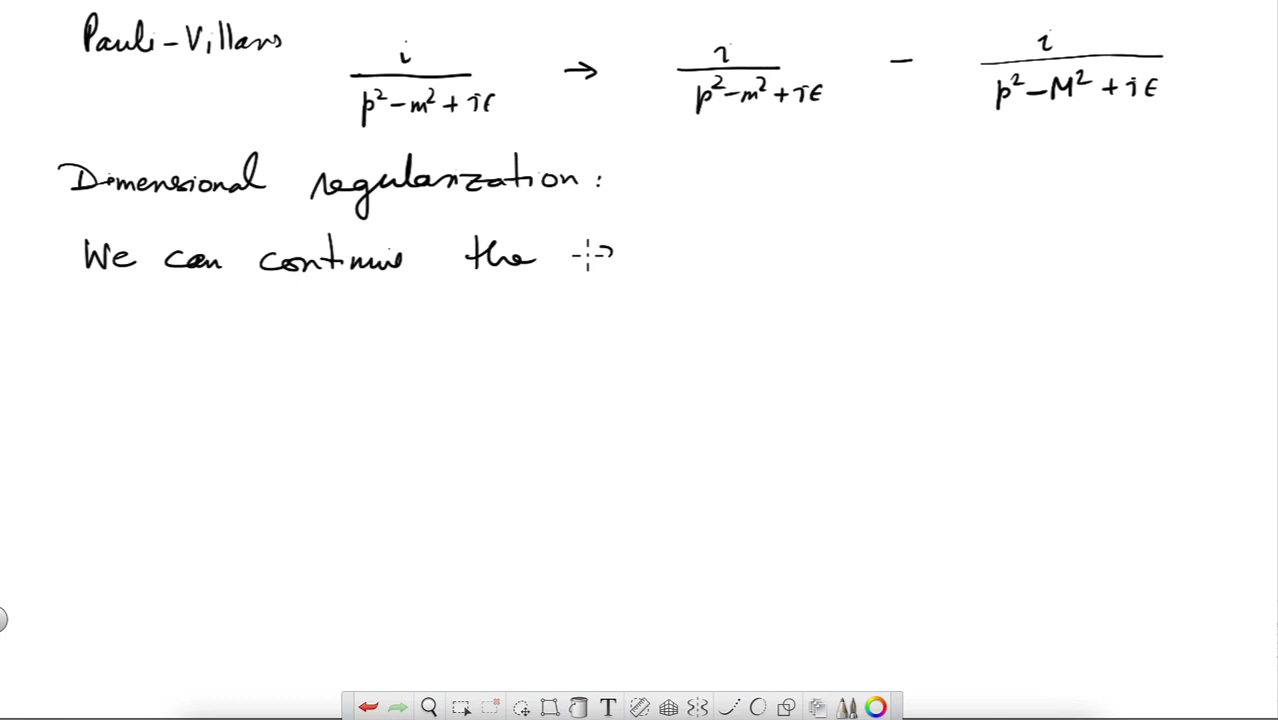 Pauli-Villars i/(p²-m²+iϵ) → i/(p²-m²+iϵ) - i/(p²-M²+iϵ)
Dimensional regularization:
We can continue the